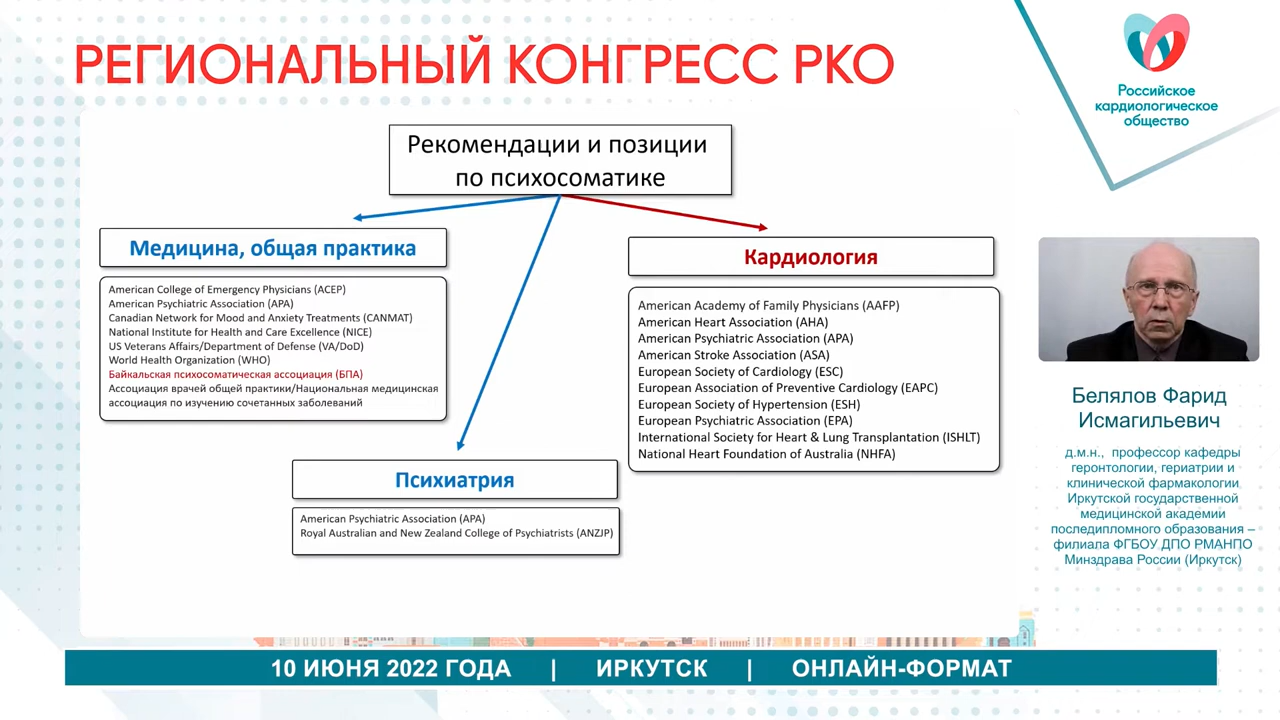 РЕГИОНАЛЬНЫЙ КОНГРЕСС РКО
Российское
кардиологическое
общество
Рекомендации и позиции
по психосоматике
Медицина, общая практика
American College of Emergency Physicians (ACEP)
American Psychiatric Association (APA)
Canadian Network for Mood and Anxiety Treatments (CANMAT)
National Institute for Health and Care Excellence (NICE)
US Veterans Affairs/Department of Defense (VA/DoD)
World Health Organization (WHO)
Байкальская психосоматическая ассоциация (БПА)
Ассоциация врачей общей практики/Национальная медицинская
ассоциация по изучению сочетанных заболеваний
Кардиология
American Academy of Family Physicians (AAFP)
American Heart Association (AHA)
American Psychiatric Association (APA)
American Stroke Association (ASA)
European Society of Cardiology (ESC)
European Association of Preventive Cardiology (EAPC)
European Society of Hypertension (ESH)
European Psychiatric Association (EPA)
International Society for Heart & Lung Transplantation (ISHLT)
National Heart Foundation of Australia (NHFA)
Психиатрия
American Psychiatric Association (APA)
Royal Australian and New Zealand College of Psychiatrists (ANZJP)
Белялов Фарид
Исмагильевич
д.м.н., профессор кафедры
геронтологии, гериатрии и
клинической фармакологии
Иркутской государственной
медицинской академии
последипломного образования –
филиала ФГБОУ ДПО РМАНПО
Минздрава России (Иркутск)
10 ИЮНЯ 2022 ГОДА | ИРКУТСК | ОНЛАЙН-ФОРМАТ